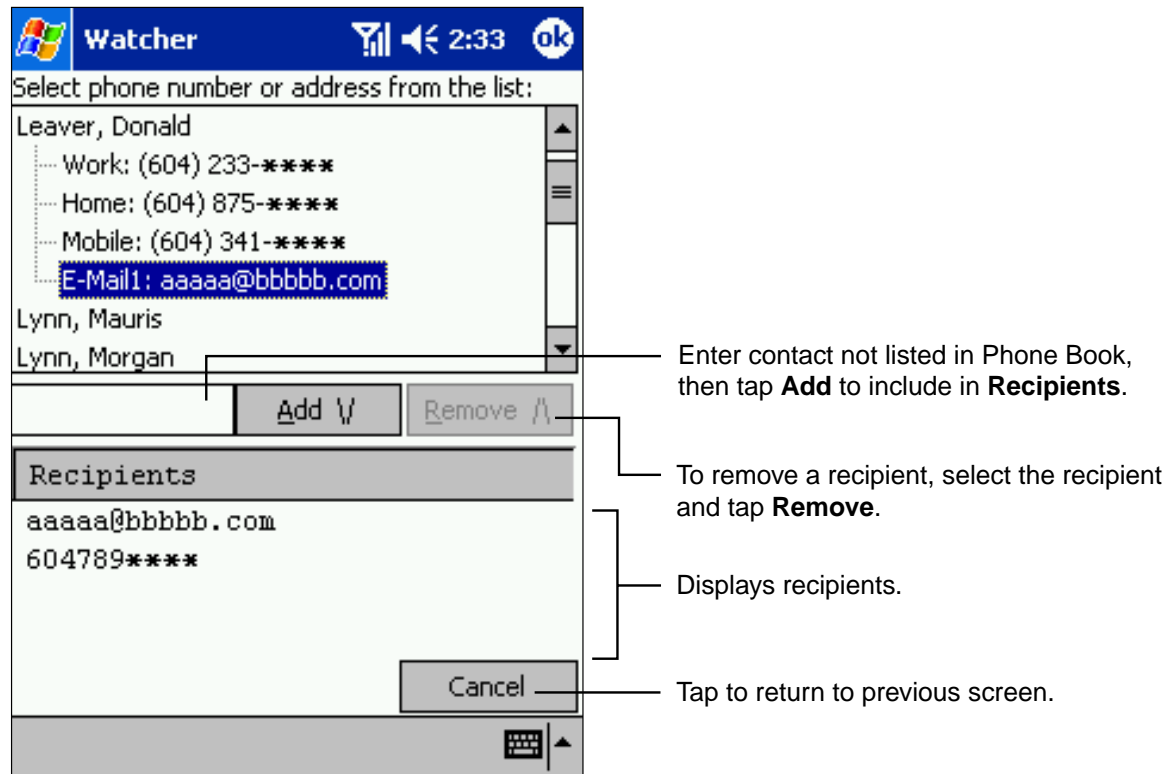 Watcher 2:33 ok
Select phone number or address from the list:
Leaver, Donald
Work: (604) 233-****
Home: (604) 875-****
Mobile: (604) 341-****
E-Mail1: aaaaa@bbbbb.com
Lynn, Mauris
Lynn, Morgan
Enter contact not listed in Phone Book,
then tap Add to include in Recipients.
Add \/ Remove /\
To remove a recipient, select the recipient
and tap Remove.
Recipients
aaaaa@bbbbb.com
604789****
Displays recipients.
Cancel
Tap to return to previous screen.